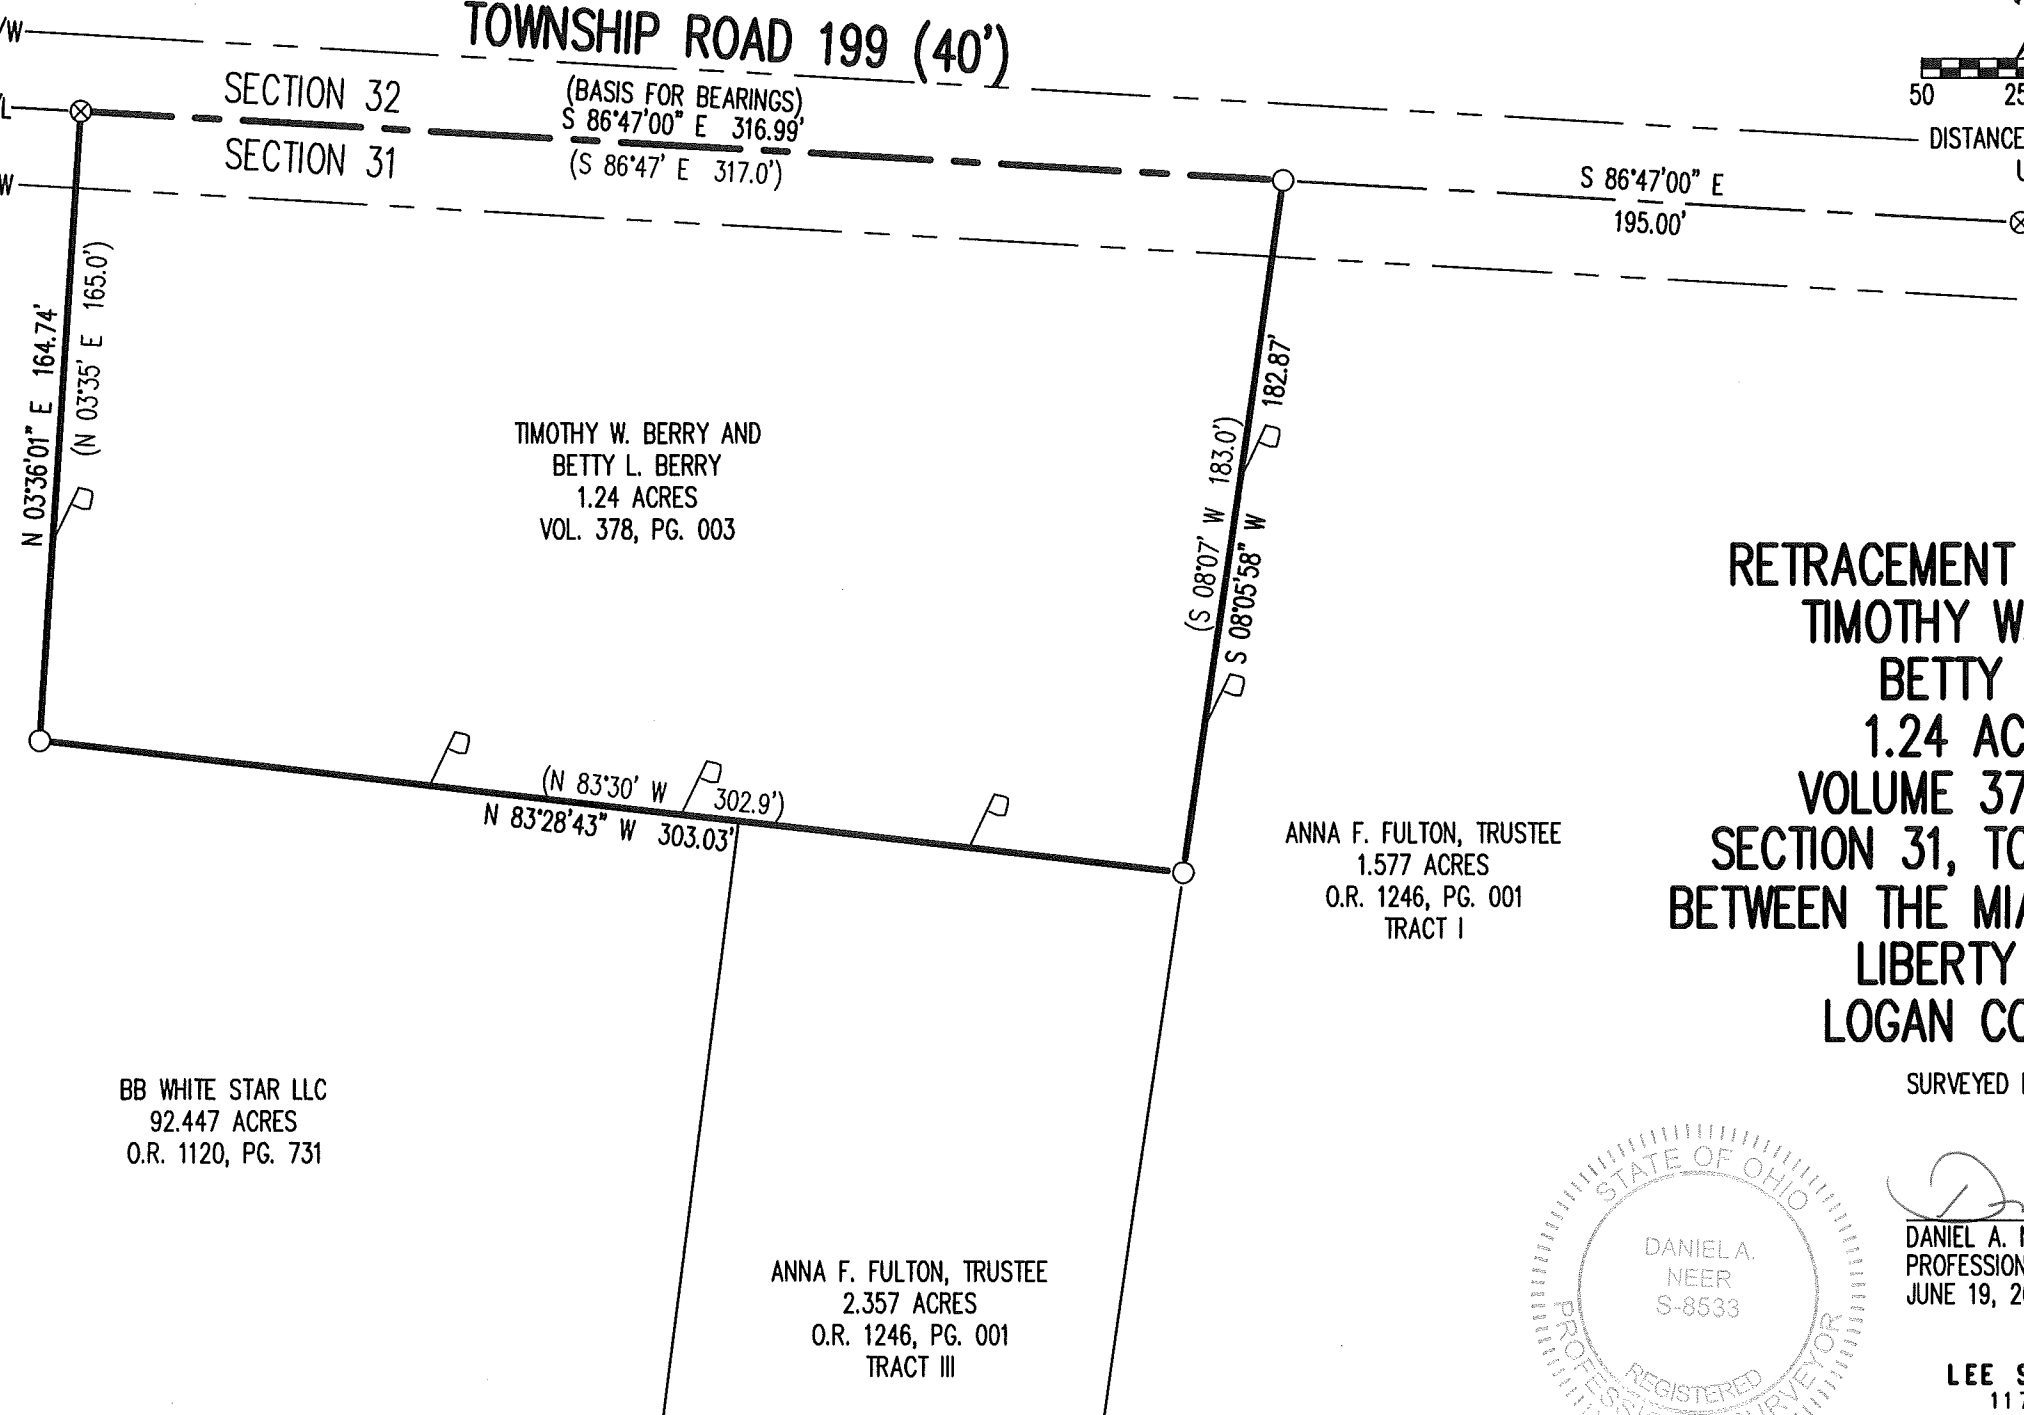 TOWNSHIP ROAD 199 (40')
/W
SECTION 32
(BASIS FOR BEARINGS)
S 86°47'00" E 316.99'
SECTION 31
(S 86°47' E 317.0')
W
50 25
DISTANCE
S 86°47'00" E
195.00'
N 03°36'01" E 164.74'
(N 03°35' E 165.0')
TIMOTHY W. BERRY AND
BETTY L. BERRY
1.24 ACRES
VOL. 378, PG. 003
182.87'
(S 08°07' W 183.0')
S 08°05'58" W
(N 83°30' W 302.9')
N 83°28'43" W 303.03'
ANNA F. FULTON, TRUSTEE
1.577 ACRES
O.R. 1246, PG. 001
TRACT I
RETRACEMENT
TIMOTHY W.
BETTY
1.24 AC
VOLUME 37
SECTION 31, TO
BETWEEN THE MIA
LIBERTY
LOGAN CO
SURVEYED
BB WHITE STAR LLC
92.447 ACRES
O.R. 1120, PG. 731
ANNA F. FULTON, TRUSTEE
2.357 ACRES
O.R. 1246, PG. 001
TRACT III
STATE OF OHIO
DANIEL A.
NEER
S-8533
REGISTERED
DANIEL A. N
PROFESSION
JUNE 19, 20
LEE S
117